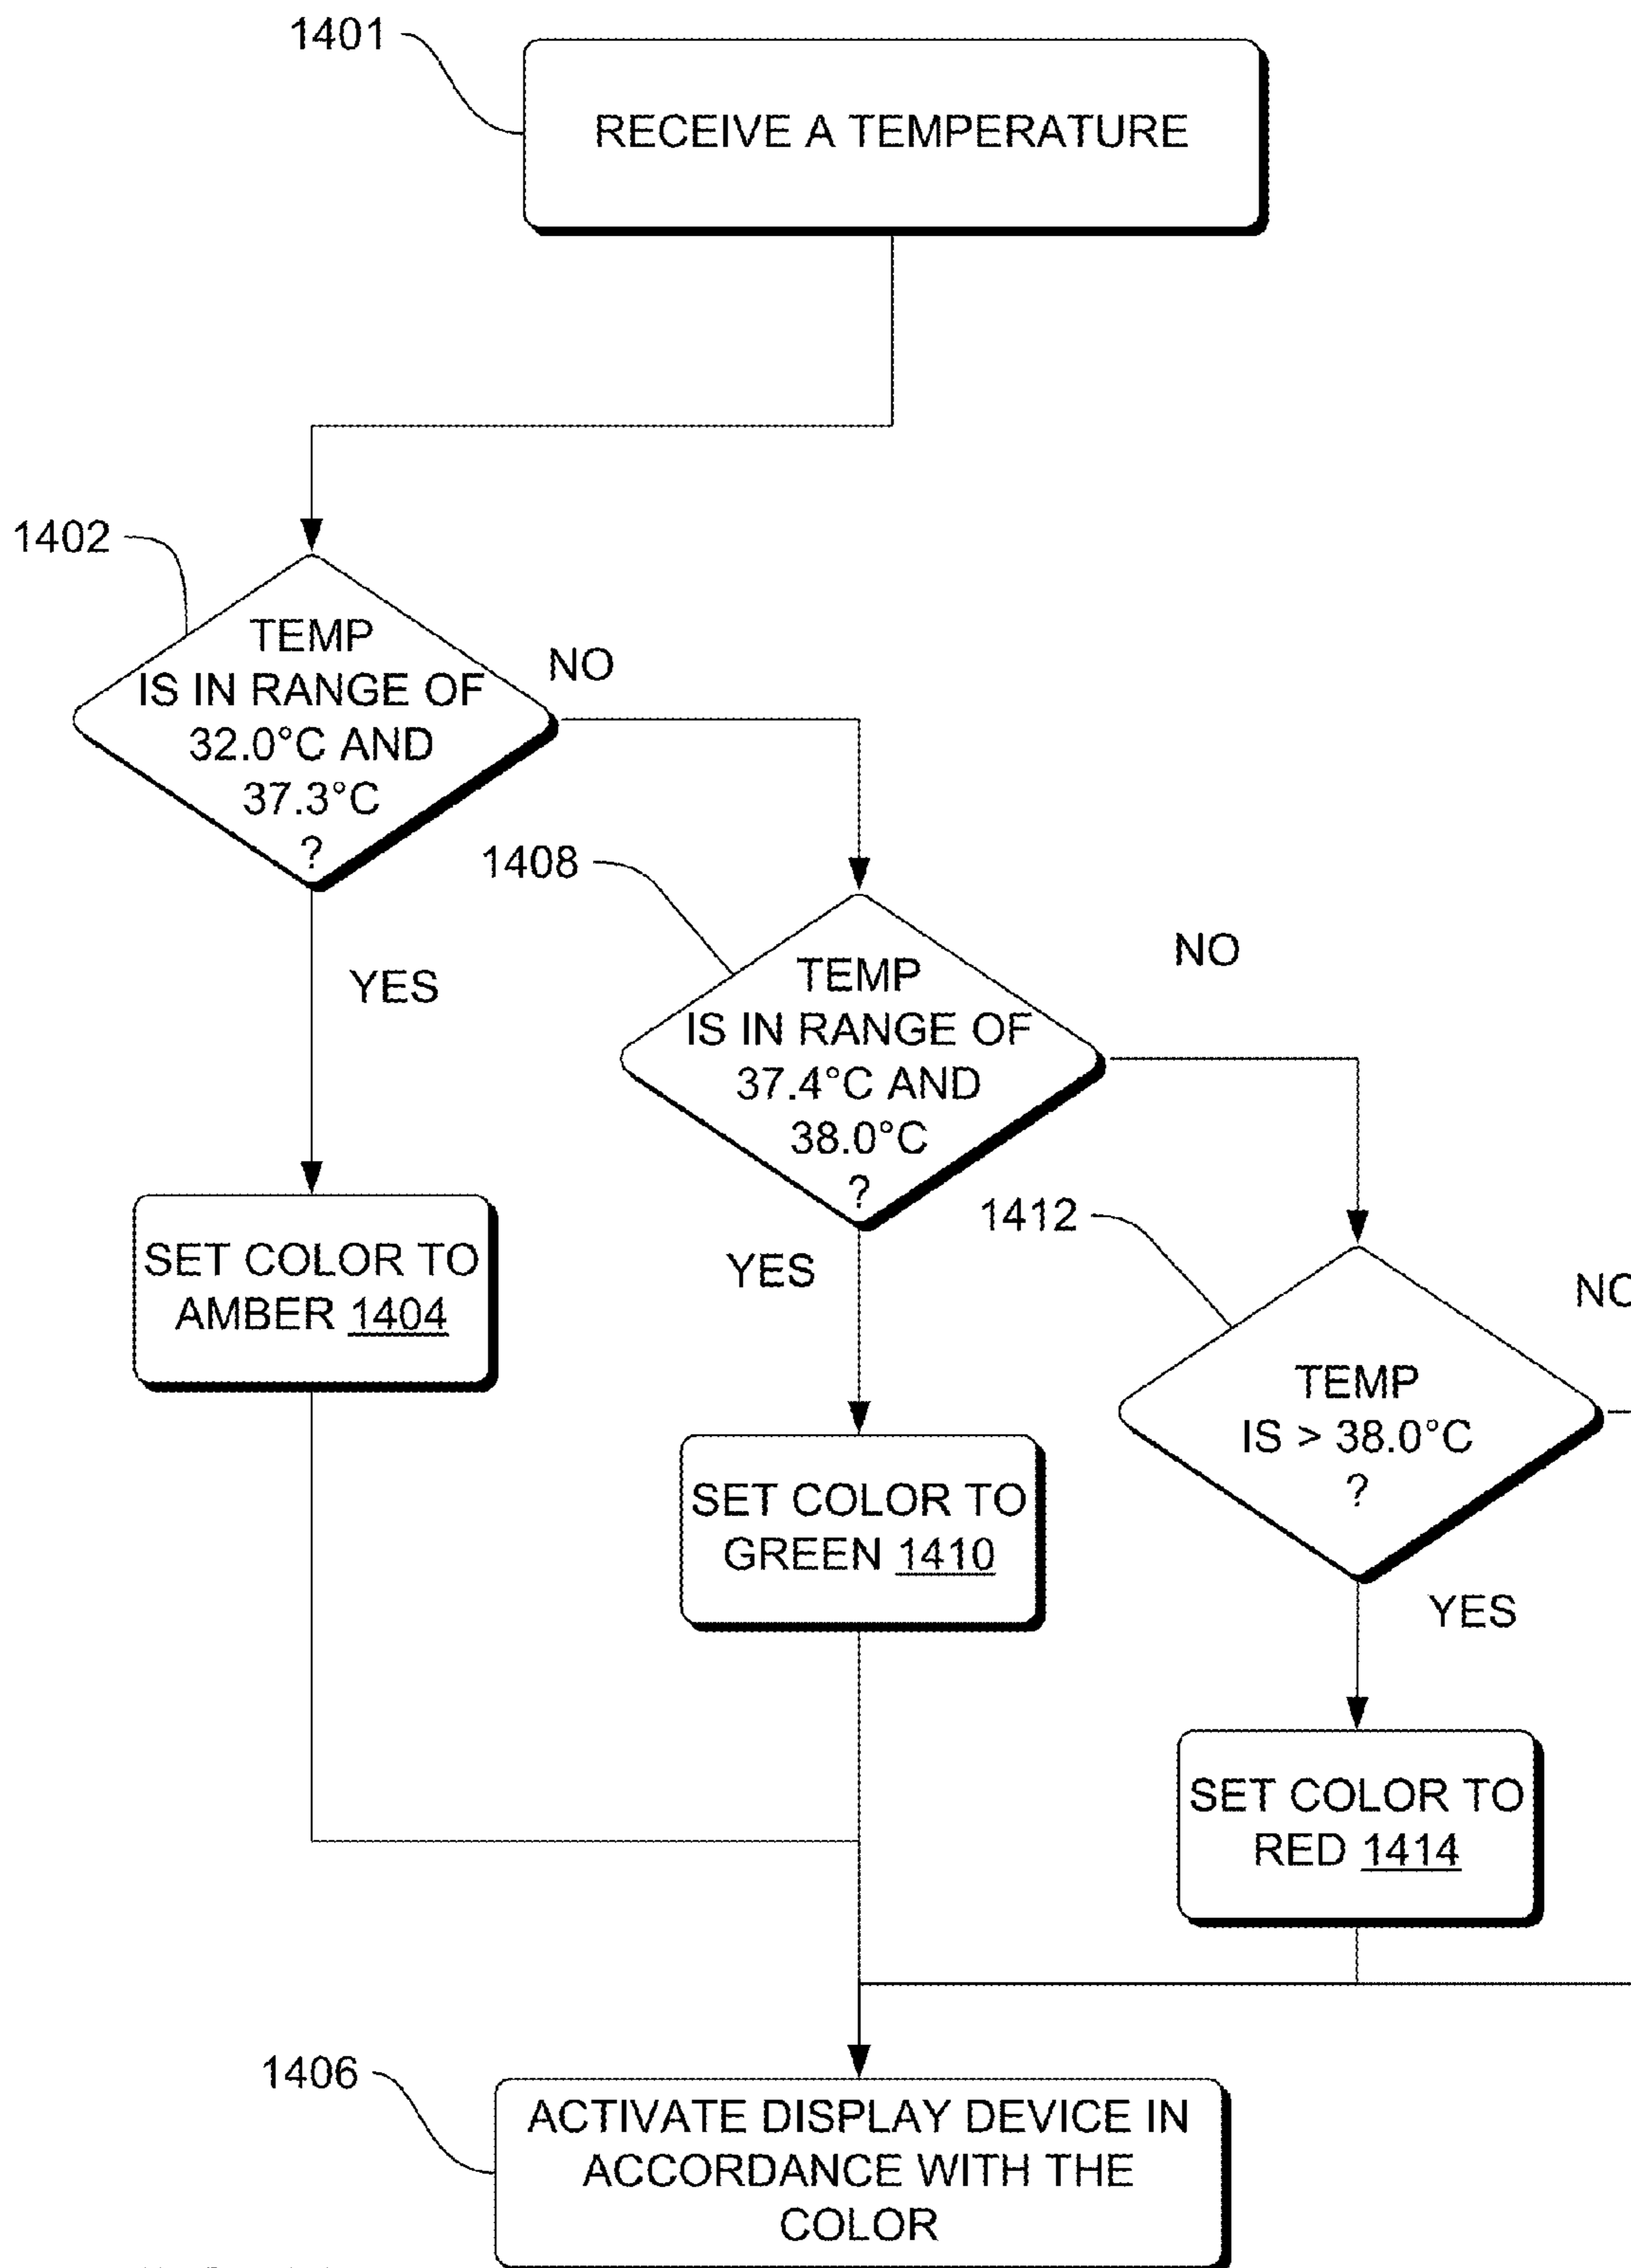 1401
RECEIVE A TEMPERATURE
1402
TEMP
IS IN RANGE OF
32.0°C AND
37.3°C
?
NO
YES
1408
TEMP
IS IN RANGE OF
37.4°C AND
38.0°C
?
NO
YES
SET COLOR TO
AMBER 1404
1412
TEMP
IS > 38.0°C
?
NO
YES
SET COLOR TO
GREEN 1410
SET COLOR TO
RED 1414
1406
ACTIVATE DISPLAY DEVICE IN
ACCORDANCE WITH THE
COLOR